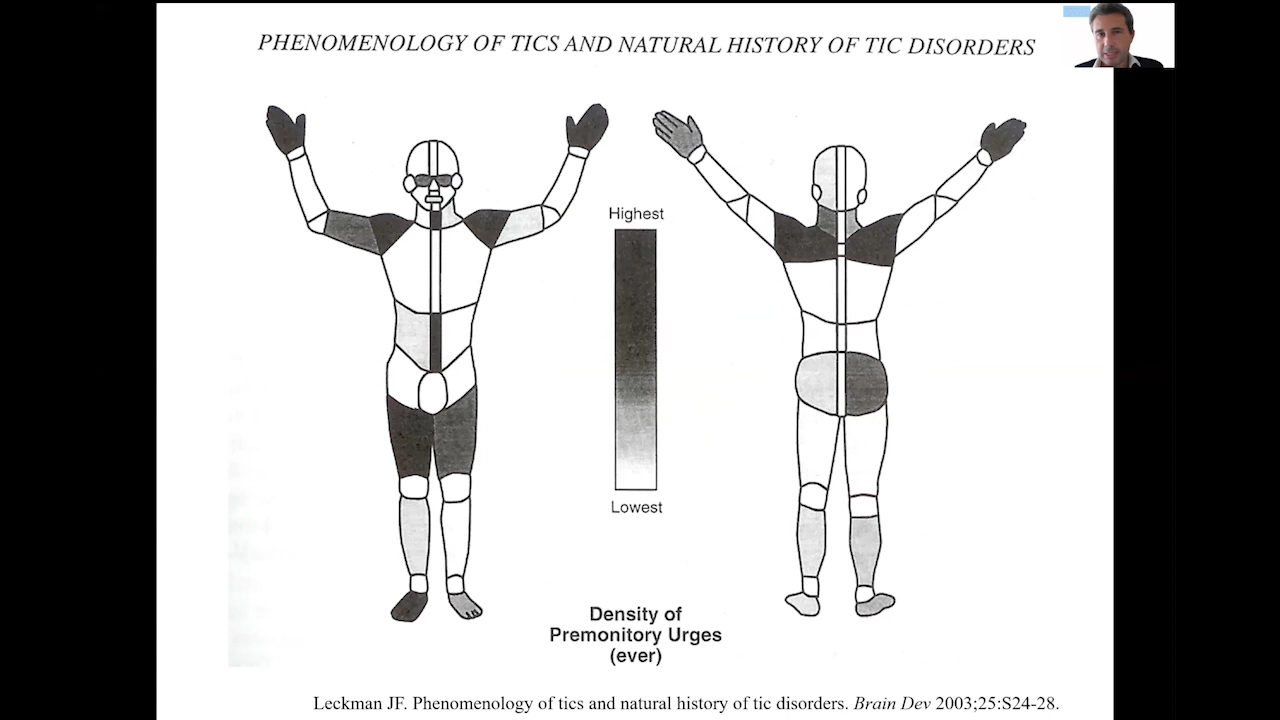 PHENOMENOLOGY OF TICS AND NATURAL HISTORY OF TIC DISORDERS
Highest
Lowest
Density of
Premonitory Urges
(ever)
Leckman JF. Phenomenology of tics and natural history of tic disorders. Brain Dev 2003;25:S24-28.